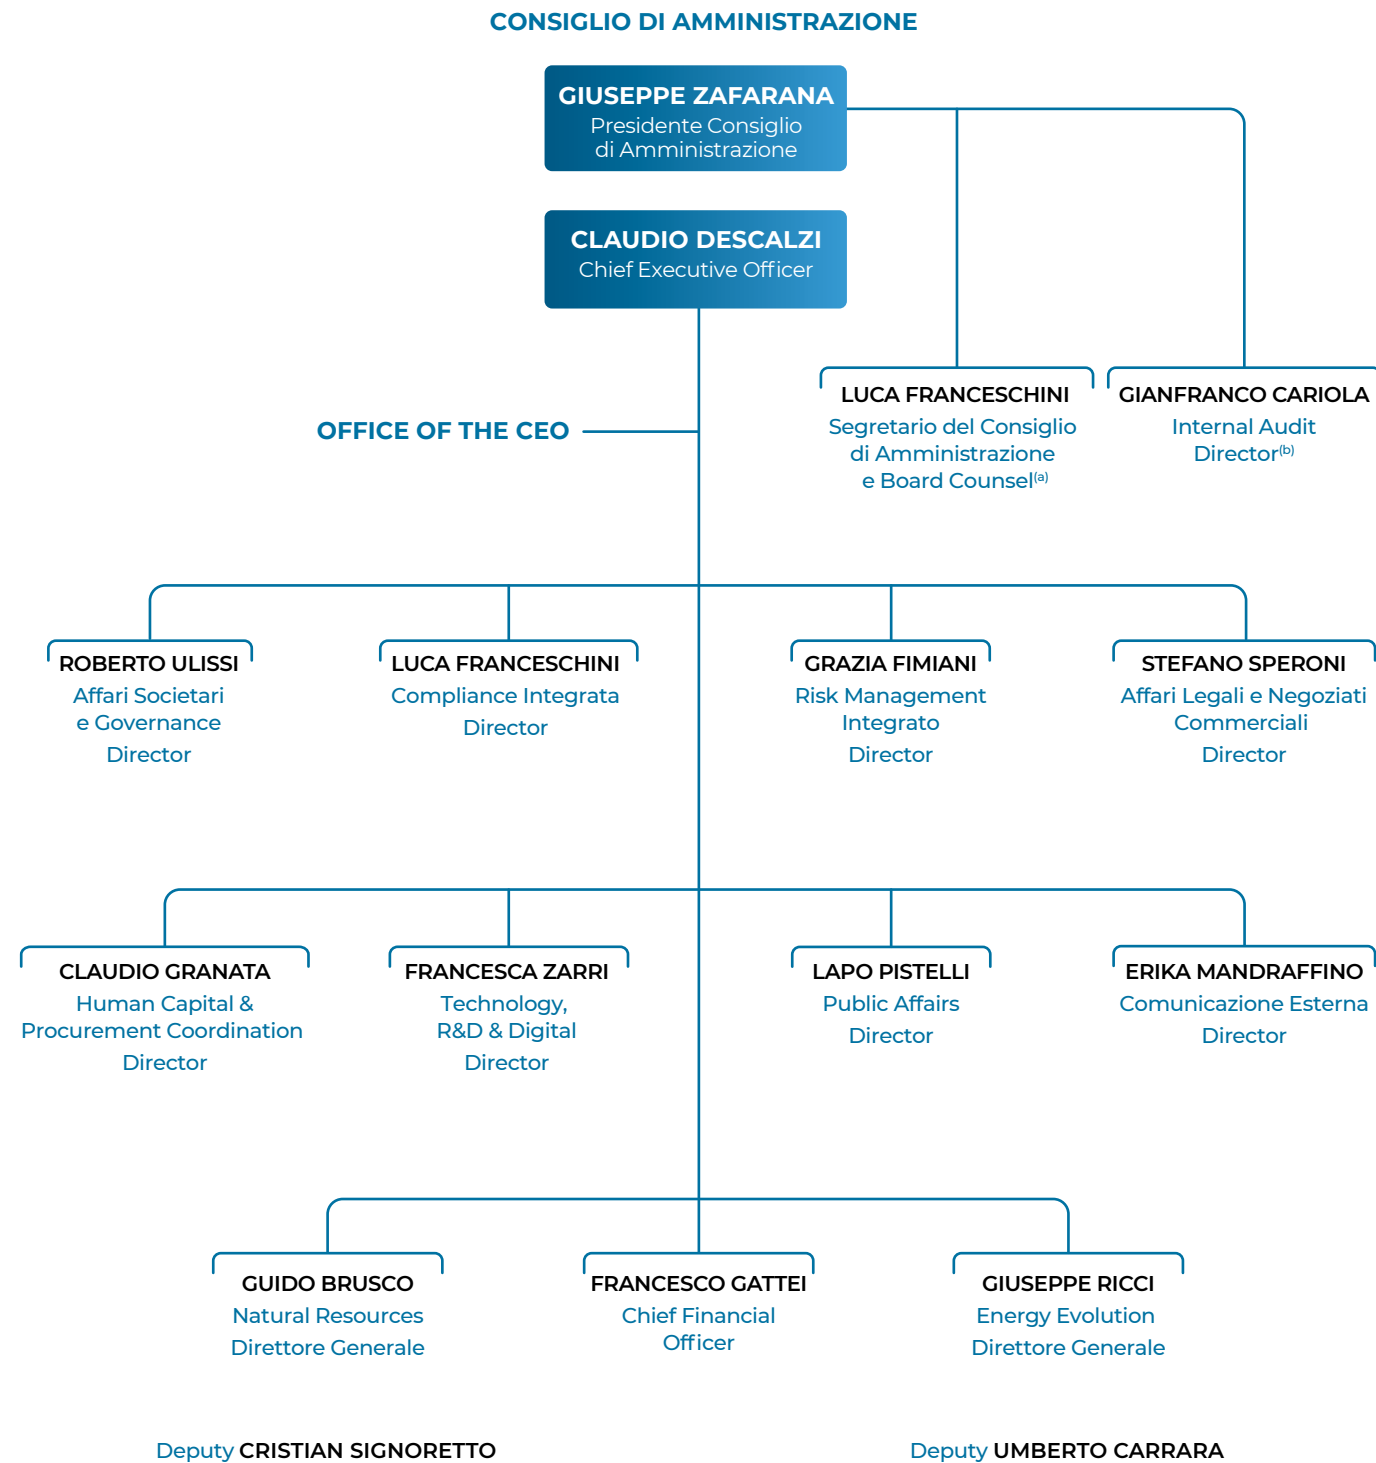 CONSIGLIO DI AMMINISTRAZIONE
GIUSEPPE ZAFARANA
Presidente Consiglio
di Amministrazione
CLAUDIO DESCALZI
Chief Executive Officer
LUCA FRANCESCHINI
Segretario del Consiglio
di Amministrazione
e Board Counsel(a)
GIANFRANCO CARIOLA
Internal Audit
Director(b)
OFFICE OF THE CEO
ROBERTO ULISSI
Affari Societari
e Governance
Director
LUCA FRANCESCHINI
Compliance Integrata
Director
GRAZIA FIMIANI
Risk Management
Integrato
Director
STEFANO SPERONI
Affari Legali e Negoziati
Commerciali
Director
CLAUDIO GRANATA
Human Capital &
Procurement Coordination
Director
FRANCESCA ZARRI
Technology,
R&D & Digital
Director
LAPO PISTELLI
Public Affairs
Director
ERIKA MANDRAFFINO
Comunicazione Esterna
Director
GUIDO BRUSCO
Natural Resources
Direttore Generale
FRANCESCO GATTEI
Chief Financial
Officer
GIUSEPPE RICCI
Energy Evolution
Direttore Generale
Deputy CRISTIAN SIGNORETTO
Deputy UMBERTO CARRARA